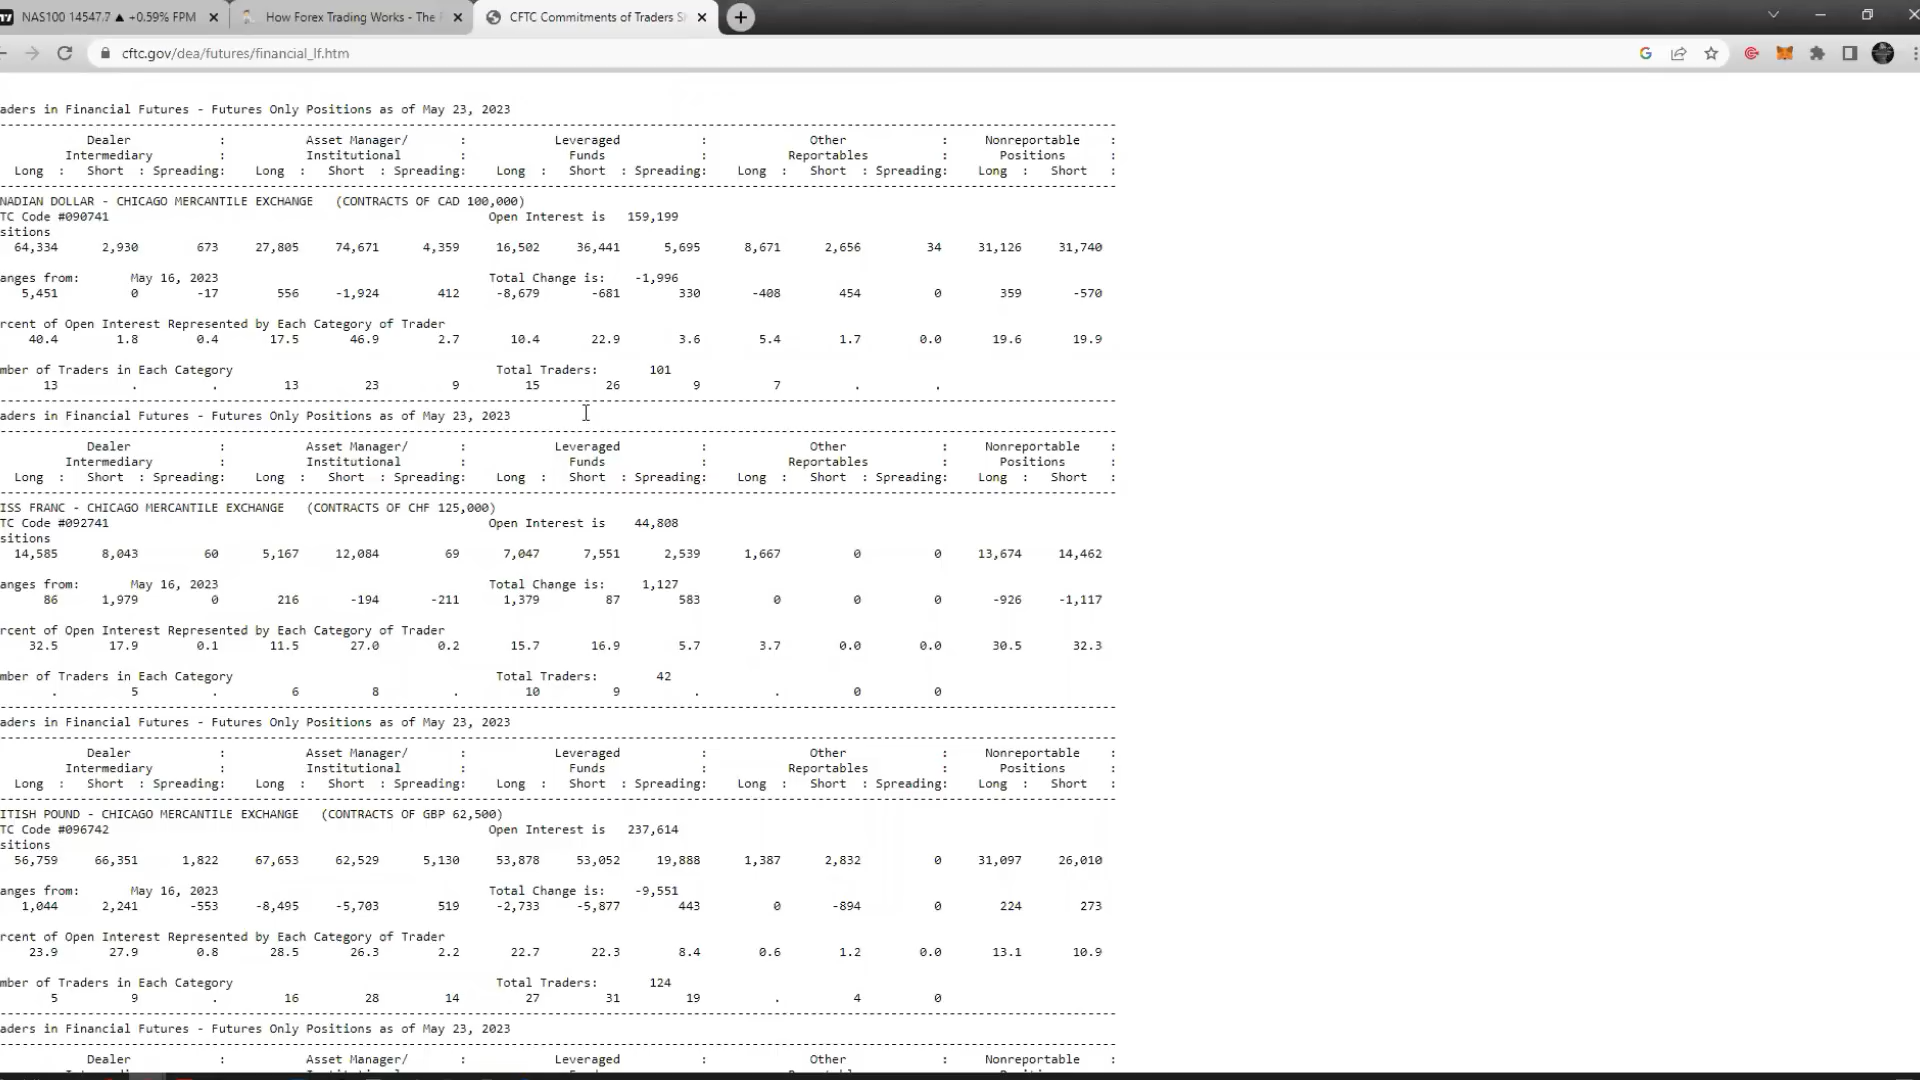 NAS100 14547.7 ▲ +0.59% FPM
How Forex Trading Works - The
CFTC Commitments of Traders S
cftc.gov/dea/futures/financial_lf.htm
aders in Financial Futures - Futures Only Positions as of May 23, 2023
Dealer : Asset Manager/ : Leveraged : Other : Nonreportable :
Intermediary : Institutional : Funds : Reportables : Positions :
Long : Short : Spreading: Long : Short : Spreading: Long : Short : Spreading: Long : Short : Spreading: Long : Short :
NADIAN DOLLAR - CHICAGO MERCANTILE EXCHANGE (CONTRACTS OF CAD 100,000)
TC Code #090741 Open Interest is 159,199
sitions
64,334 2,930 673 27,805 74,671 4,359 16,502 36,441 5,695 8,671 2,656 34 31,126 31,740
anges from: May 16, 2023 Total Change is: -1,996
5,451 0 -17 556 -1,924 412 -8,679 -681 330 -408 454 0 359 -570
rcent of Open Interest Represented by Each Category of Trader
40.4 1.8 0.4 17.5 46.9 2.7 10.4 22.9 3.6 5.4 1.7 0.0 19.6 19.9
mber of Traders in Each Category Total Traders: 101
13 . . 13 23 9 15 26 9 7 . .
aders in Financial Futures - Futures Only Positions as of May 23, 2023
Dealer : Asset Manager/ : Leveraged : Other : Nonreportable :
Intermediary : Institutional : Funds : Reportables : Positions :
Long : Short : Spreading: Long : Short : Spreading: Long : Short : Spreading: Long : Short : Spreading: Long : Short :
ISS FRANC - CHICAGO MERCANTILE EXCHANGE (CONTRACTS OF CHF 125,000)
TC Code #092741 Open Interest is 44,808
sitions
14,585 8,043 60 5,167 12,084 69 7,047 7,551 2,539 1,667 0 0 13,674 14,462
anges from: May 16, 2023 Total Change is: 1,127
86 1,979 0 216 -194 -211 1,379 87 583 0 0 0 -926 -1,117
rcent of Open Interest Represented by Each Category of Trader
32.5 17.9 0.1 11.5 27.0 0.2 15.7 16.9 5.7 3.7 0.0 0.0 30.5 32.3
mber of Traders in Each Category Total Traders: 42
. 5 . 6 8 . 10 9 . . 0 0
aders in Financial Futures - Futures Only Positions as of May 23, 2023
Dealer : Asset Manager/ : Leveraged : Other : Nonreportable :
Intermediary : Institutional : Funds : Reportables : Positions :
Long : Short : Spreading: Long : Short : Spreading: Long : Short : Spreading: Long : Short : Spreading: Long : Short :
ITISH POUND - CHICAGO MERCANTILE EXCHANGE (CONTRACTS OF GBP 62,500)
TC Code #096742 Open Interest is 237,614
sitions
56,759 66,351 1,822 67,653 62,529 5,130 53,878 53,052 19,888 1,387 2,832 0 31,097 26,010
anges from: May 16, 2023 Total Change is: -9,551
1,044 2,241 -553 -8,495 -5,703 519 -2,733 -5,877 443 0 -894 0 224 273
rcent of Open Interest Represented by Each Category of Trader
23.9 27.9 0.8 28.5 26.3 2.2 22.7 22.3 8.4 0.6 1.2 0.0 13.1 10.9
mber of Traders in Each Category Total Traders: 124
5 9 . 16 28 14 27 31 19 . 4 0
aders in Financial Futures - Futures Only Positions as of May 23, 2023
Dealer : Asset Manager/ : Leveraged : Other : Nonreportable :